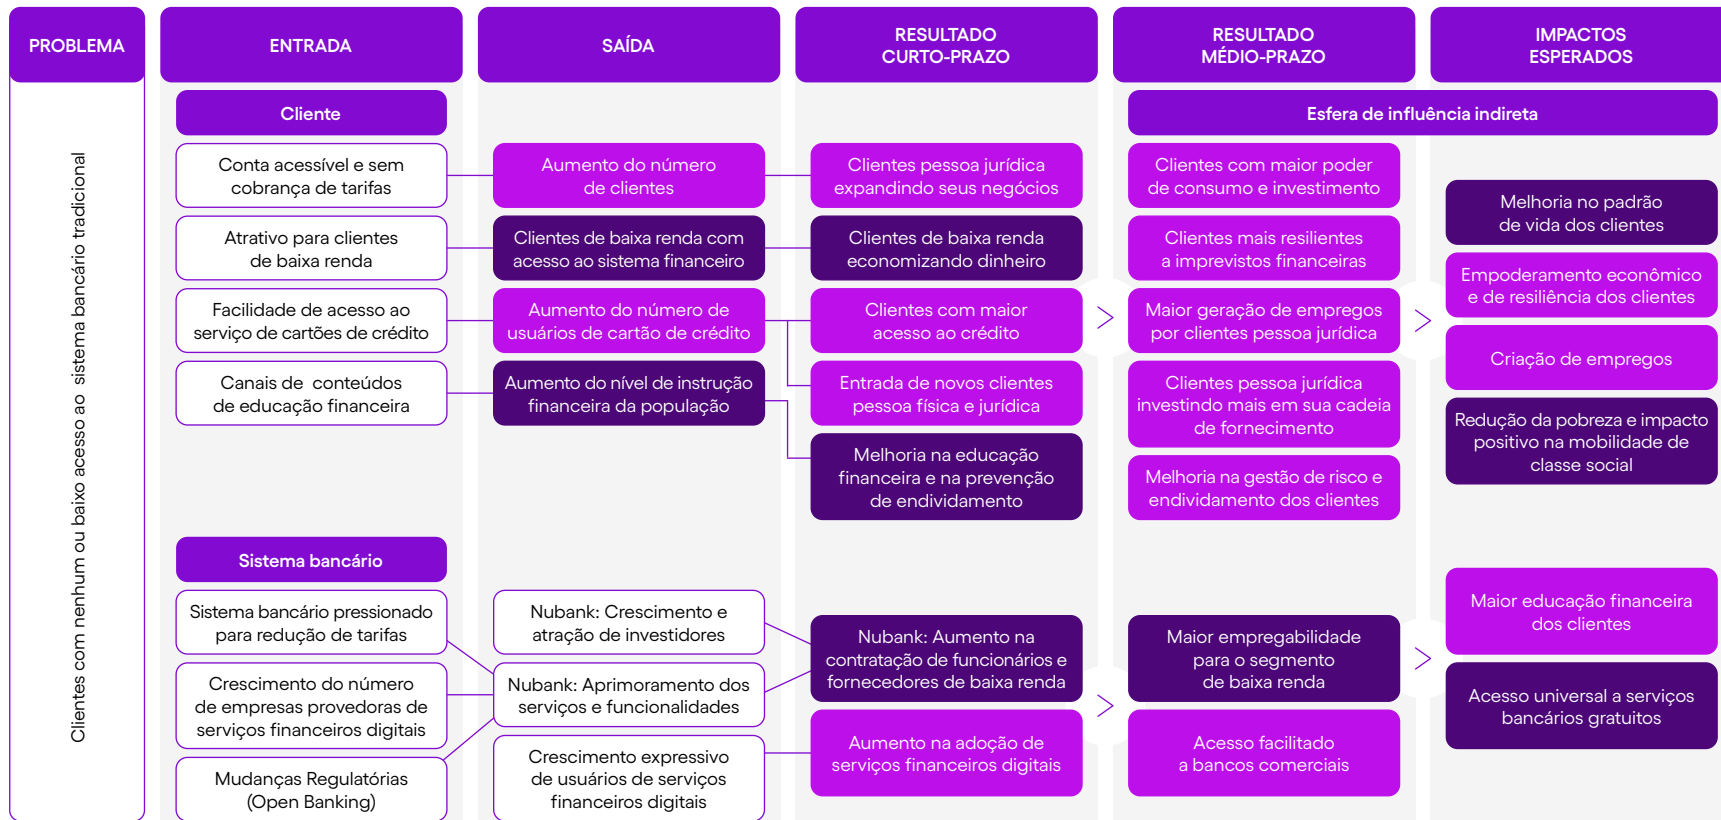 PROBLEMA
ENTRADA
SAÍDA
RESULTADO
CURTO-PRAZO
RESULTADO
MÉDIO-PRAZO
IMPACTOS
ESPERADOS
Clientes com nenhum ou baixo acesso ao sistema bancário tradicional
Cliente
Conta acessível e sem
cobrança de tarifas
Atrativo para clientes
de baixa renda
Facilidade de acesso ao
serviço de cartões de crédito
Canais de conteúdos
de educação financeira
Aumento do número
de clientes
Clientes de baixa renda com
acesso ao sistema financeiro
Aumento do número de
usuários de cartão de crédito
Aumento do nível de instrução
financeira da população
Clientes pessoa jurídica
expandindo seus negócios
Clientes de baixa renda
economizando dinheiro
Clientes com maior
acesso ao crédito
Entrada de novos clientes
pessoa física e jurídica
Melhoria na educação
financeira e na prevenção
de endividamento
Esfera de influência indireta
Clientes com maior poder
de consumo e investimento
Clientes mais resilientes
a imprevistos financeiras
Maior geração de empregos
por clientes pessoa jurídica
Clientes pessoa jurídica
investindo mais em sua cadeia
de fornecimento
Melhoria na gestão de risco e
endividamento dos clientes
Melhoria no padrão
de vida dos clientes
Empoderamento econômico
e de resiliência dos clientes
Criação de empregos
Redução da pobreza e impacto
positivo na mobilidade de
classe social
Sistema bancário
Sistema bancário pressionado
para redução de tarifas
Crescimento do número
de empresas provedoras de
serviços financeiros digitais
Mudanças Regulatórias
(Open Banking)
Nubank: Crescimento e
atração de investidores
Nubank: Aprimoramento dos
serviços e funcionalidades
Crescimento expressivo
de usuários de serviços
financeiros digitais
Nubank: Aumento na
contratação de funcionários e
fornecedores de baixa renda
Aumento na adoção de
serviços financeiros digitais
Maior empregabilidade
para o segmento
de baixa renda
Acesso facilitado
a bancos comerciais
Maior educação financeira
dos clientes
Acesso universal a serviços
bancários gratuitos